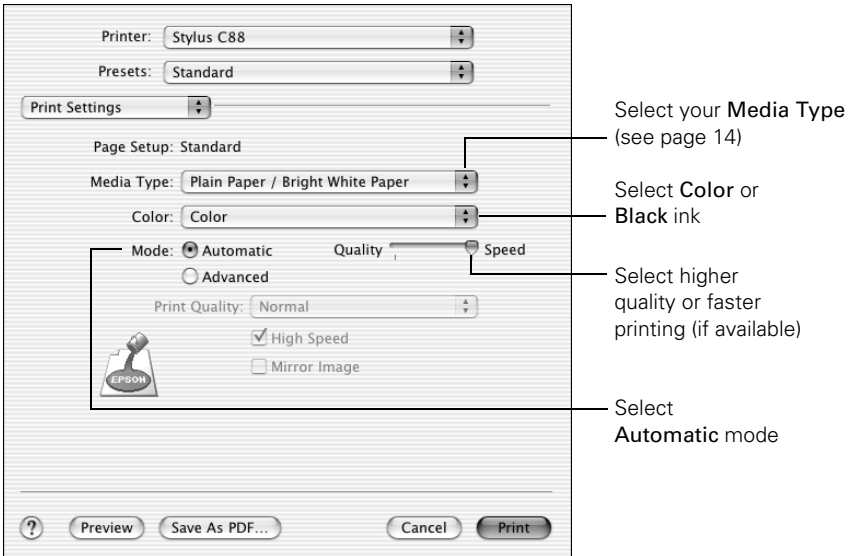 Printer: Stylus C88
Presets: Standard
Print Settings
Page Setup: Standard
Media Type: Plain Paper / Bright White Paper
Color: Color
Mode: Automatic Quality Speed
Advanced
Print Quality: Normal
High Speed
Mirror Image
EPSON
? Preview Save As PDF... Cancel Print
Select your Media Type
(see page 14)
Select Color or
Black ink
Select higher
quality or faster
printing (if available)
Select
Automatic mode